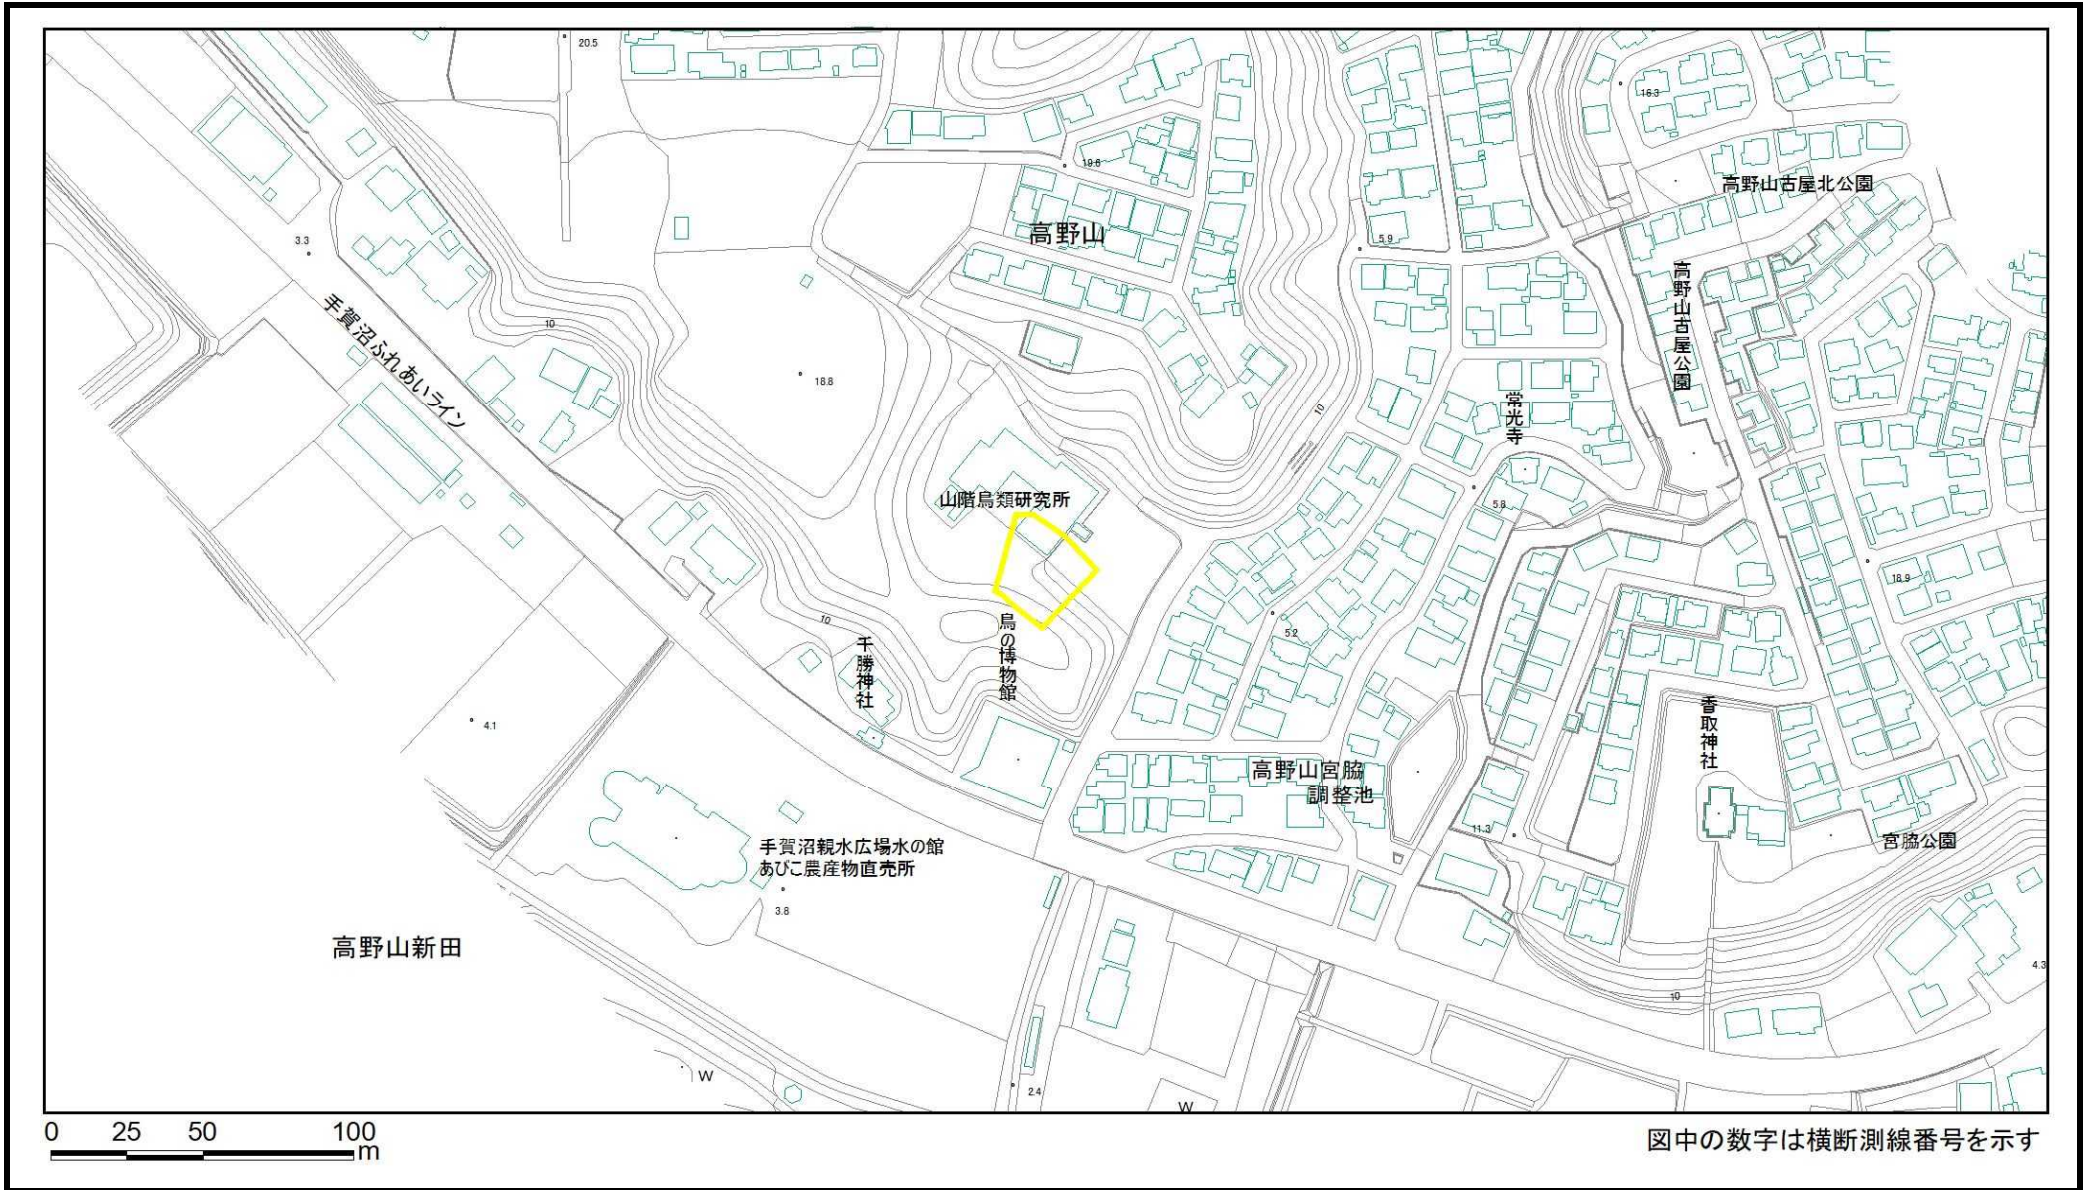 20.5
16.3
19.6
高野山古屋北公園
高野山
5.9
3.3
手賀沼ふれあいライン
高野山古屋公園
10
18.8
常光寺
10
山階鳥類研究所
5.8
18.9
10
鳥の博物館
5.2
千勝神社
香取神社
4.1
高野山宮脇
調整池
11.3
宮脇公園
手賀沼親水広場水の館
あびこ農産物直売所
3.8
高野山新田
4.3
10
W
2.4
W
0 25 50 100
m
図中の数字は横断測線番号を示す